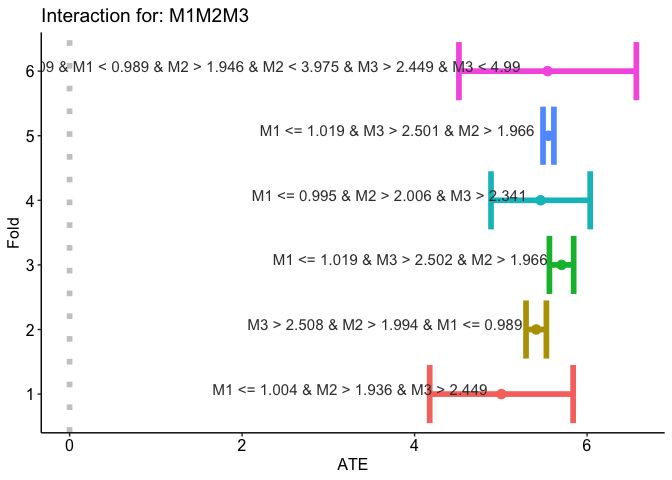 Interaction for: M1M2M3
Fold
6
& M1 < 0.989 & M2 > 1.946 & M2 < 3.975 & M3 > 2.449 & M3 < 4.99
5
M1 <= 1.019 & M3 > 2.501 & M2 > 1.966
4
M1 <= 0.995 & M2 > 2.006 & M3 > 2.341
3
M1 <= 1.019 & M3 > 2.502 & M2 > 1.966
2
M3 > 2.508 & M2 > 1.994 & M1 <= 0.989
1
M1 <= 1.004 & M2 > 1.936 & M3 > 2.449
0 2 4 6
ATE